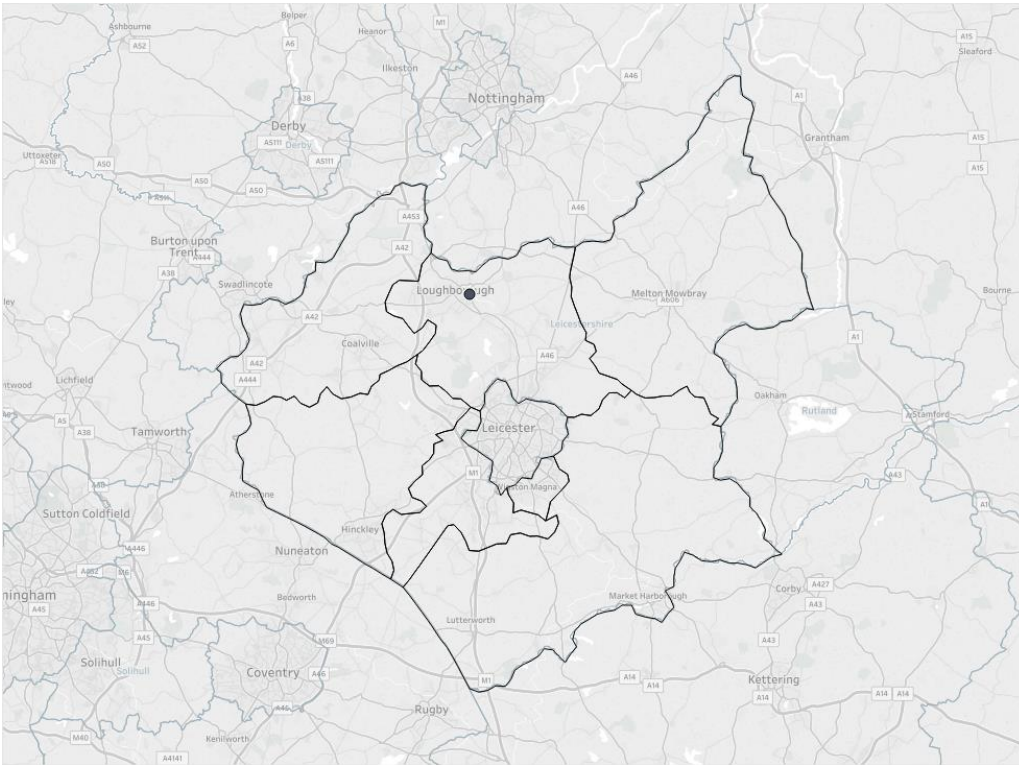 Ashbourne
A52
Belper
A6
Heanor
M1
Ilkeston
A46
A15
Sleaford
A38
Nottingham
A1
Derby
A5111
Derby
A5111
Grantham
A15
Uttoxeter
A50
A50
A50
A15
A46
A453
Burton upon
Trent
A444
A38
A42
Swadlincote
Loughborough
Melton Mowbray
A606
Bourne
A42
Leicestershire
Coalville
A46
A1
A42
A444
Lichfield
Oakham
Rutland
Stamford
A5
A38
Tamworth
Leicester
M1
A43
Wigston Magna
Atherstone
Sutton Coldfield
Hinckley
Nuneaton
A446
M6
Bedworth
A446
A45
A45
Market Harborough
Corby
A427
A43
Lutterworth
M69
A43
Solihull
Solihull
Coventry
A46
M1
A14
A14
Kettering
A14
A14
A14
Rugby
Kenilworth
M40
A4141